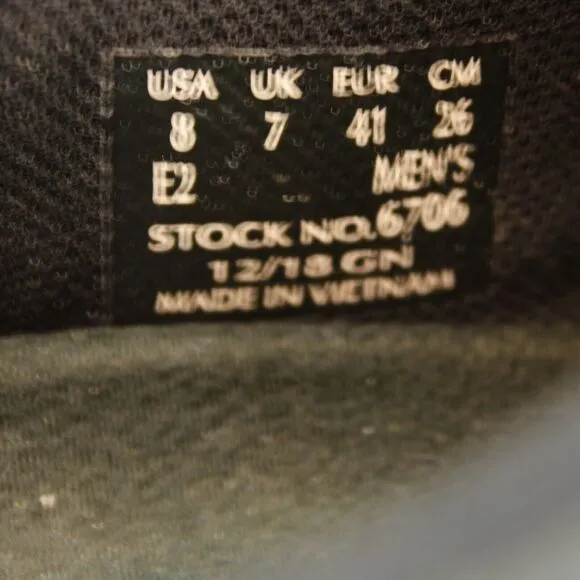 USA UK EUR CM
8 7 41 26
E2 MEN'S
STOCK NO.6706
12/18 GN
MADE IN VIETNAM